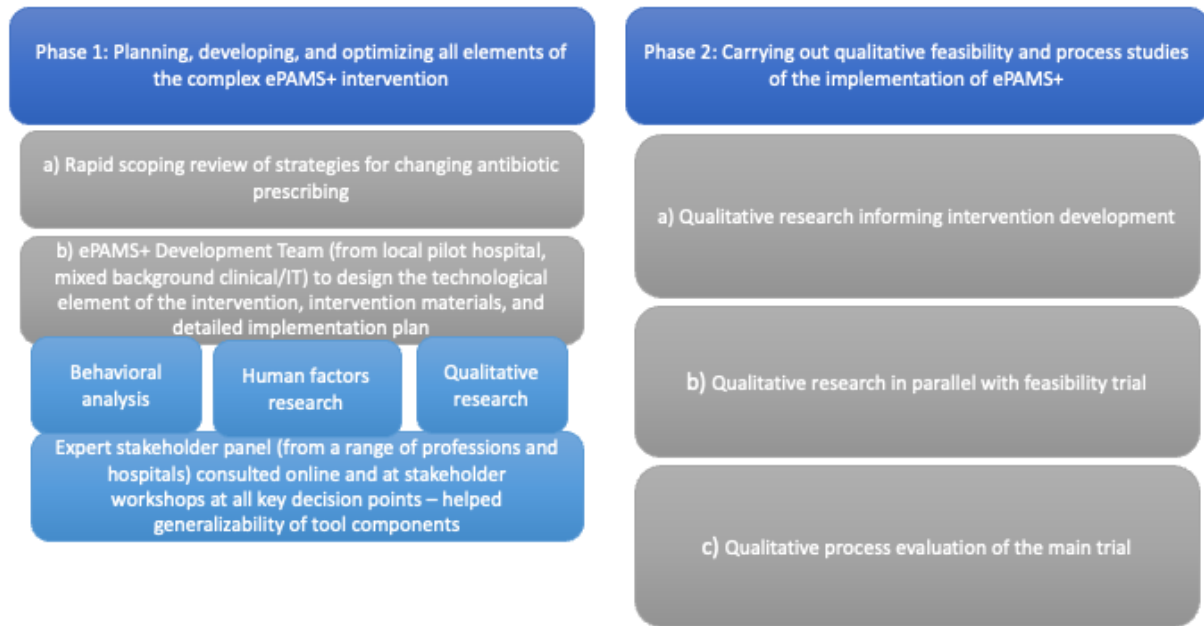 Phase 1: Planning, developing, and optimizing all elements of
the complex ePAMS+ intervention
a) Rapid scoping review of strategies for changing antibiotic
prescribing
b) ePAMS+ Development Team (from local pilot hospital,
mixed background clinical/IT) to design the technological
element of the intervention, intervention materials, and
detailed implementation plan
Behavioral
analysis
Human factors
research
Qualitative
research
Expert stakeholder panel (from a range of professions and
hospitals) consulted online and at stakeholder
workshops at all key decision points – helped
generalizability of tool components
Phase 2: Carrying out qualitative feasibility and process studies
of the implementation of ePAMS+
a) Qualitative research informing intervention development
b) Qualitative research in parallel with feasibility trial
c) Qualitative process evaluation of the main trial